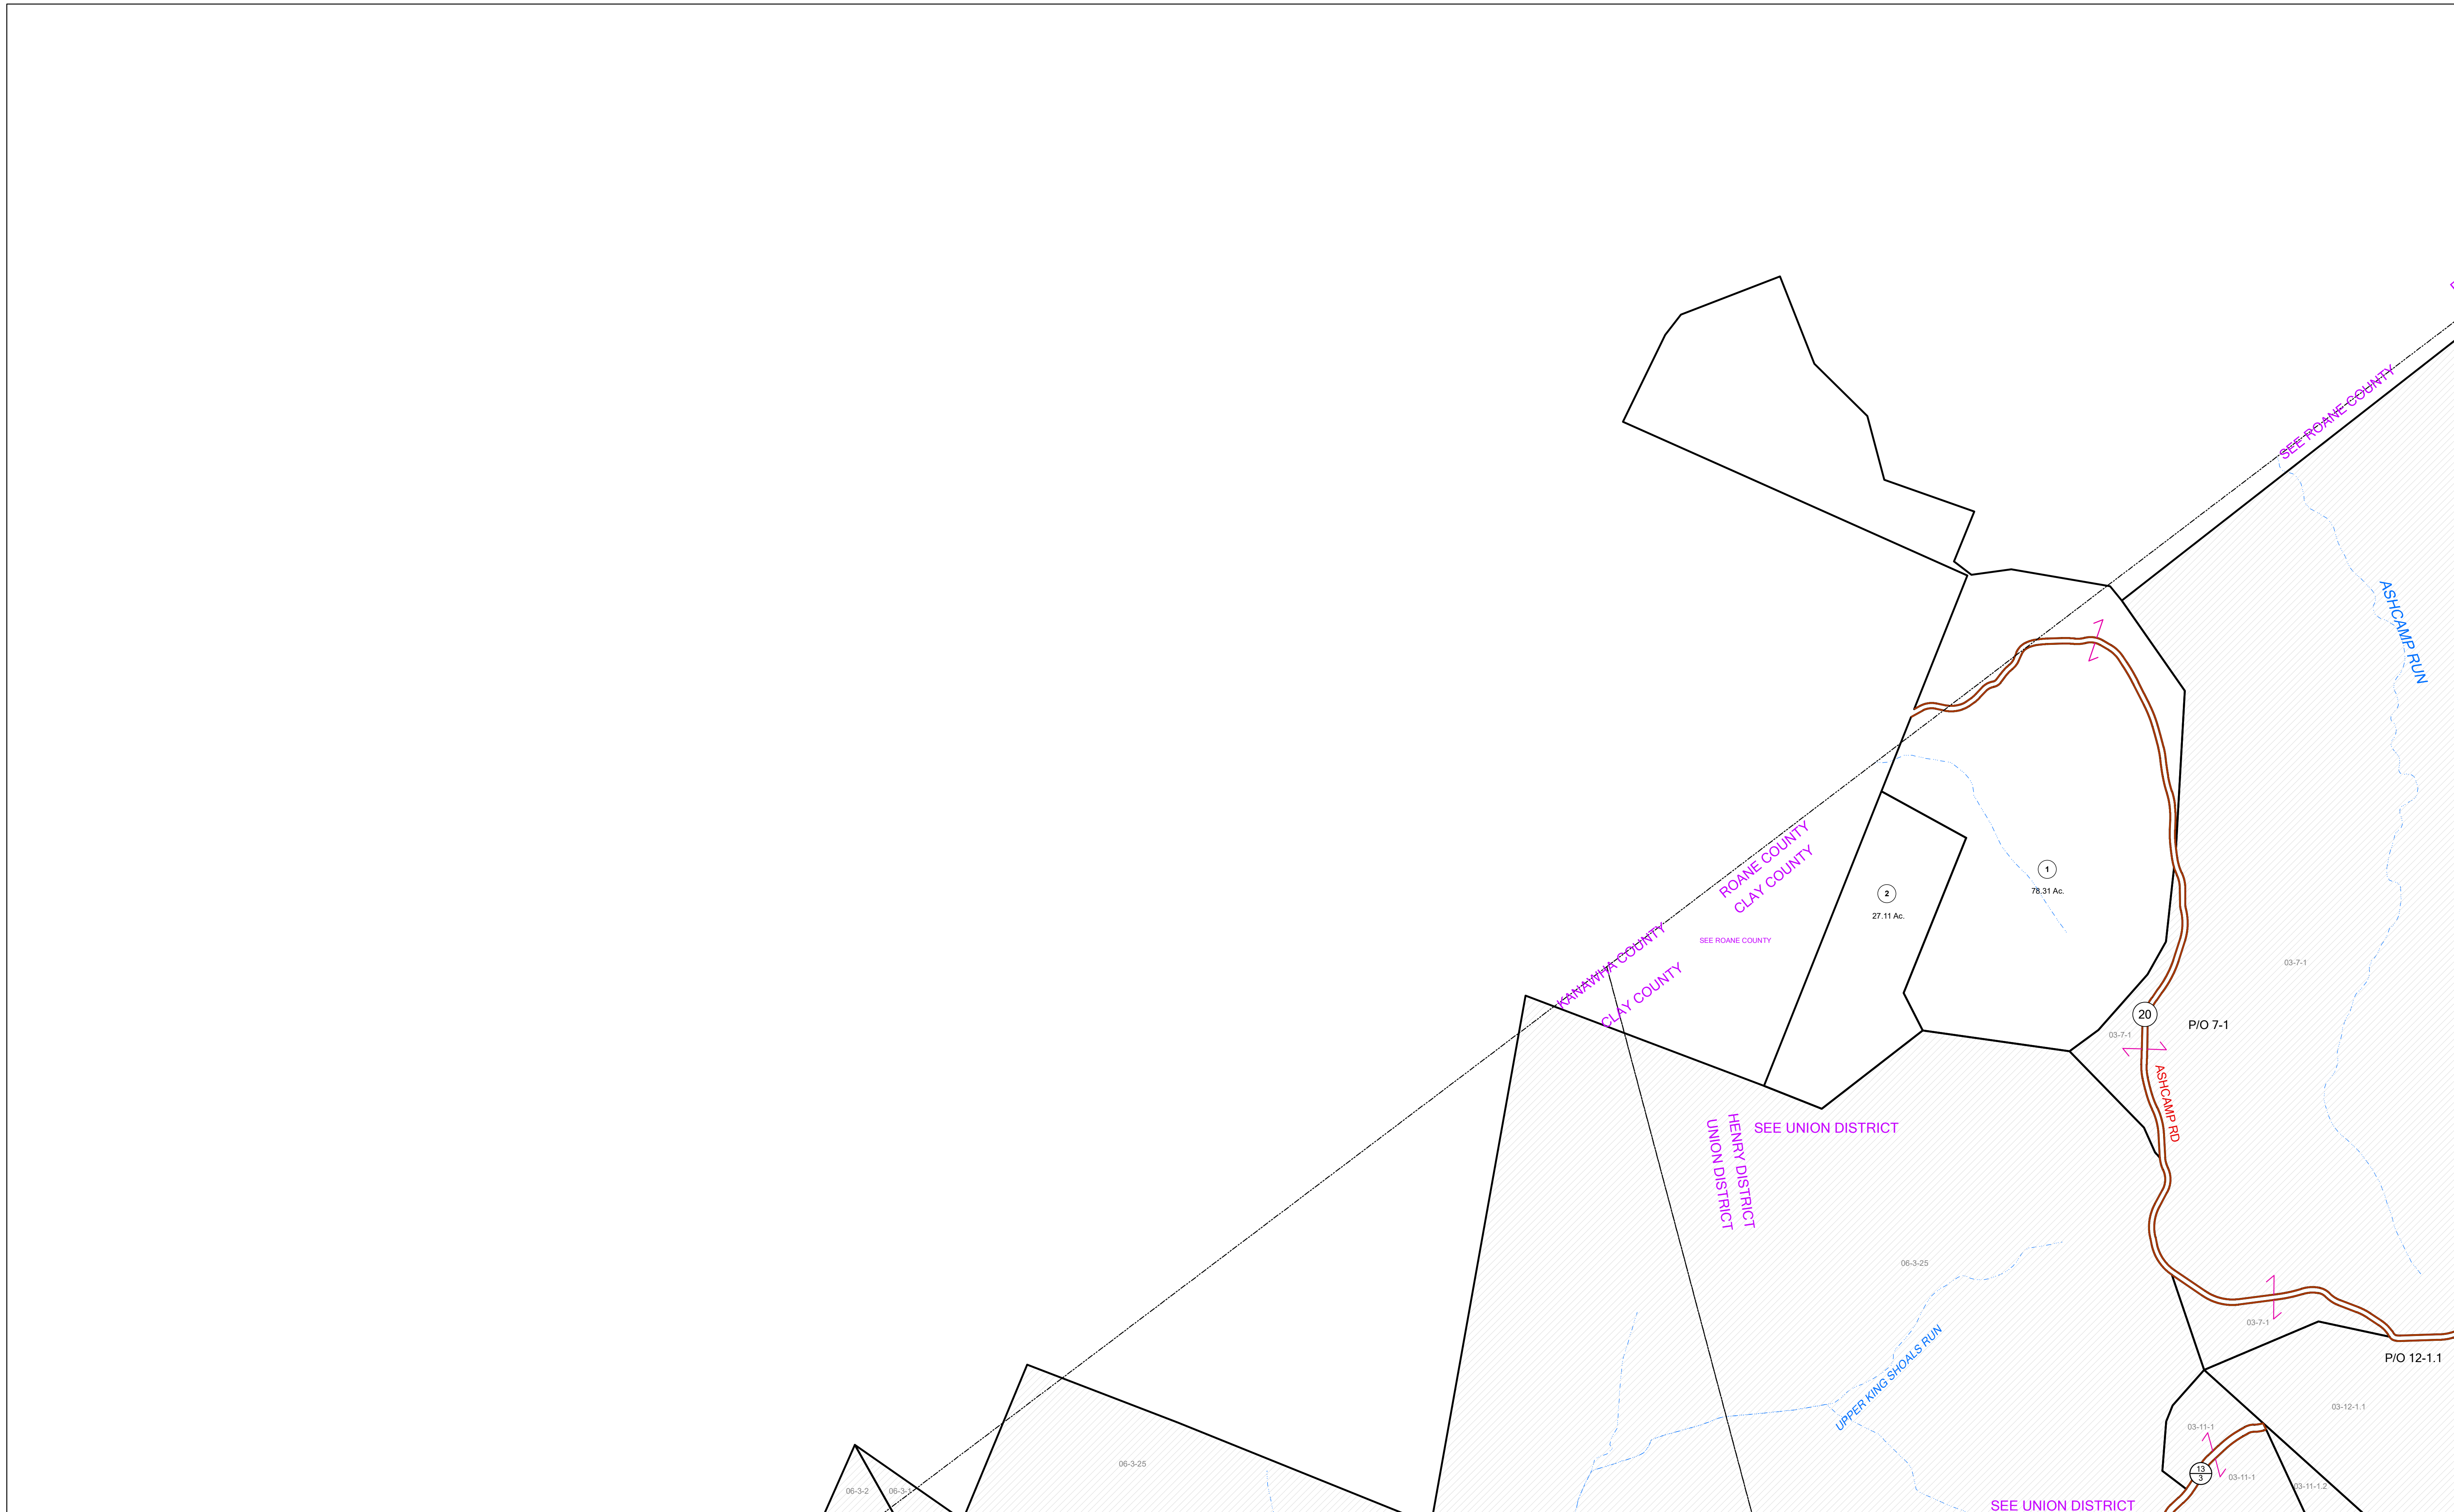 SEE ROANE COUNTY
ASHCAMP RUN
ROANE COUNTY
CLAY COUNTY
1
78.31 Ac.
2
27.11 Ac.
SEE ROANE COUNTY
KANAWHA COUNTY
CLAY COUNTY
03-7-1
20
P/O 7-1
03-7-1
ASHCAMP RD
HENRY DISTRICT
UNION DISTRICT
SEE UNION DISTRICT
06-3-25
03-7-1
UPPER KING SHOALS RUN
P/O 12-1.1
03-12-1.1
03-11-1
06-3-25
13
3
03-11-1
03-11-1.2
06-3-2
06-3-1
SEE UNION DISTRICT